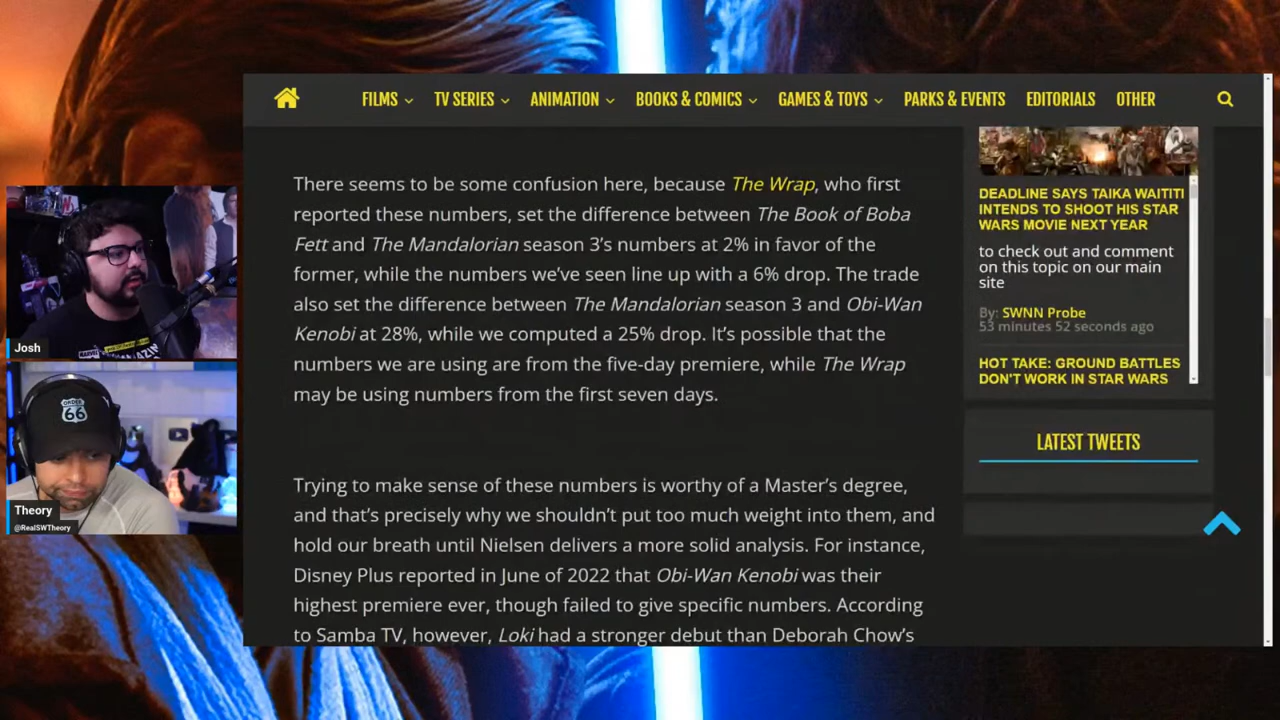 FILMS TV SERIES ANIMATION BOOKS & COMICS GAMES & TOYS PARKS & EVENTS EDITORIALS OTHER
There seems to be some confusion here, because The Wrap, who first
reported these numbers, set the difference between The Book of Boba
Fett and The Mandalorian season 3's numbers at 2% in favor of the
former, while the numbers we've seen line up with a 6% drop. The trade
also set the difference between The Mandalorian season 3 and Obi-Wan
Kenobi at 28%, while we computed a 25% drop. It's possible that the
numbers we are using are from the five-day premiere, while The Wrap
may be using numbers from the first seven days.
Trying to make sense of these numbers is worthy of a Master's degree,
and that's precisely why we shouldn't put too much weight into them, and
hold our breath until Nielsen delivers a more solid analysis. For instance,
Disney Plus reported in June of 2022 that Obi-Wan Kenobi was their
highest premiere ever, though failed to give specific numbers. According
to Samba TV, however, Loki had a stronger debut than Deborah Chow's
DEADLINE SAYS TAIKA WAITITI
INTENDS TO SHOOT HIS STAR
WARS MOVIE NEXT YEAR
to check out and comment
on this topic on our main
site
By: SWNN Probe
53 minutes 52 seconds ago
HOT TAKE: GROUND BATTLES
DON'T WORK IN STAR WARS
LATEST TWEETS
Josh
ORDER
66
Theory
@RealSWTheory